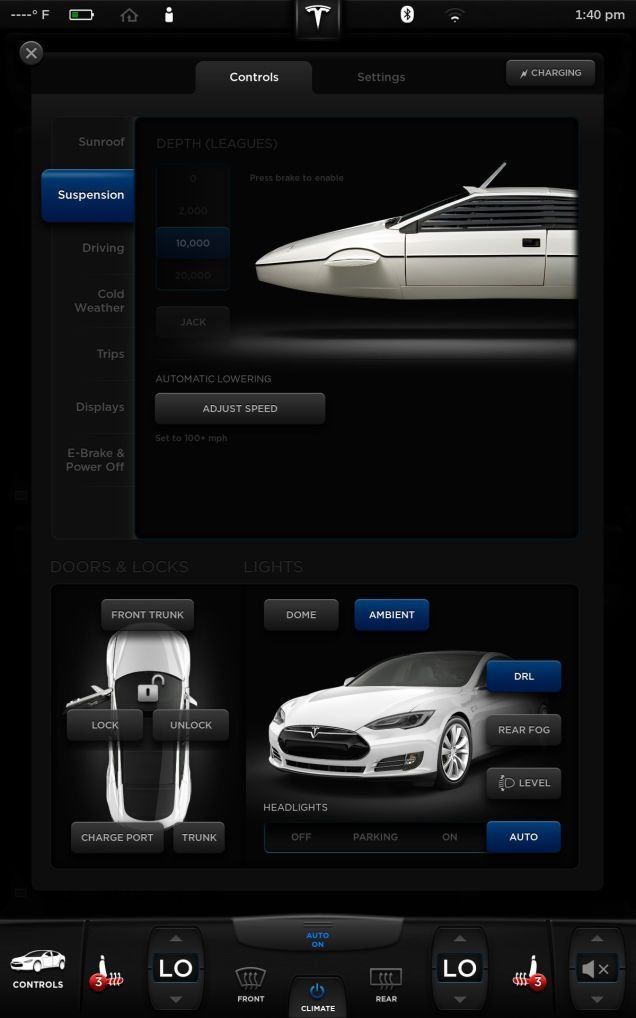 ----° F
1:40 pm
Controls
Settings
CHARGING
Sunroof
Suspension
Driving
Cold
Weather
Trips
Displays
E-Brake &
Power Off
DEPTH (LEAGUES)
0
Press brake to enable
2,000
10,000
20,000
JACK
AUTOMATIC LOWERING
ADJUST SPEED
Set to 100+ mph
DOORS & LOCKS
FRONT TRUNK
LOCK
UNLOCK
CHARGE PORT
TRUNK
LIGHTS
DOME
AMBIENT
DRL
REAR FOG
LEVEL
HEADLIGHTS
OFF
PARKING
ON
AUTO
CONTROLS
3
LO
AUTO
ON
FRONT
CLIMATE
REAR
LO
3